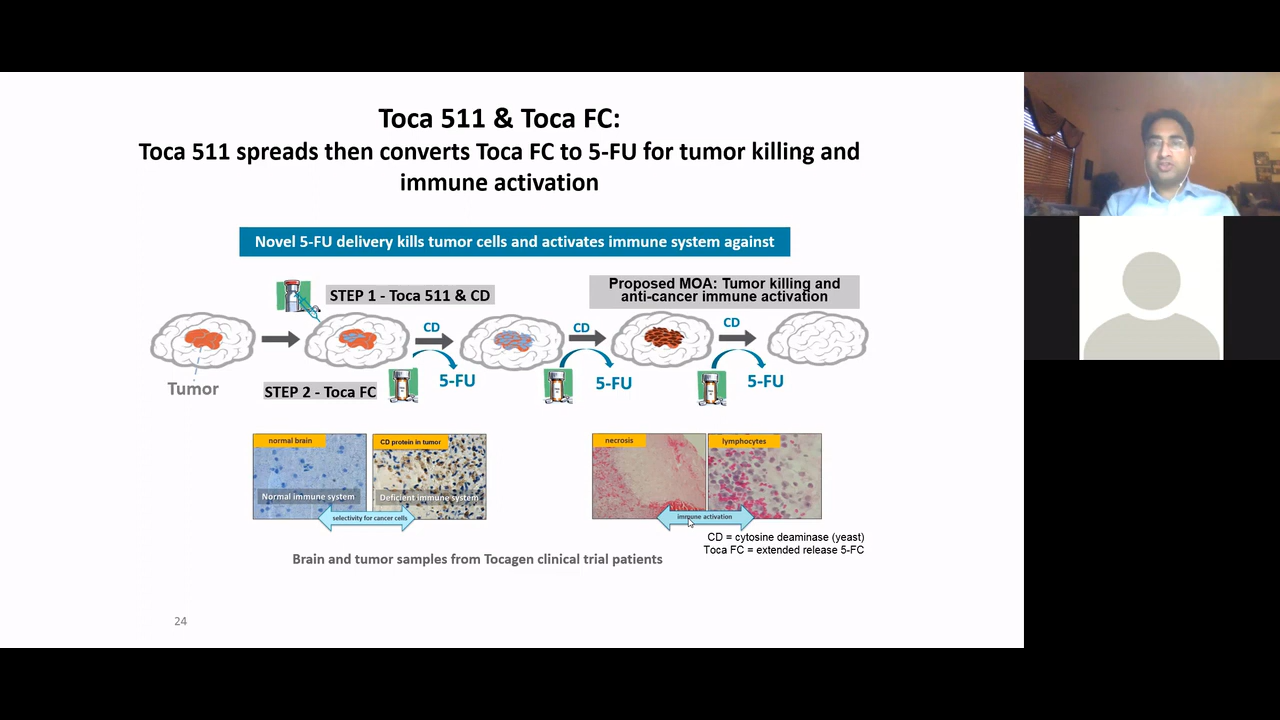 Toca 511 & Toca FC:
Toca 511 spreads then converts Toca FC to 5-FU for tumor killing and
immune activation
Novel 5-FU delivery kills tumor cells and activates immune system against
STEP 1 - Toca 511 & CD
Proposed MOA: Tumor killing and
anti-cancer immune activation
CD
CD
CD
Tumor
STEP 2 - Toca FC
5-FU
5-FU
5-FU
normal brain
CD protein in tumor
necrosis
lymphocytes
Normal immune system
Deficient immune system
selectivity for cancer cells
immune activation
CD = cytosine deaminase (yeast)
Toca FC = extended release 5-FC
Brain and tumor samples from Tocagen clinical trial patients
24